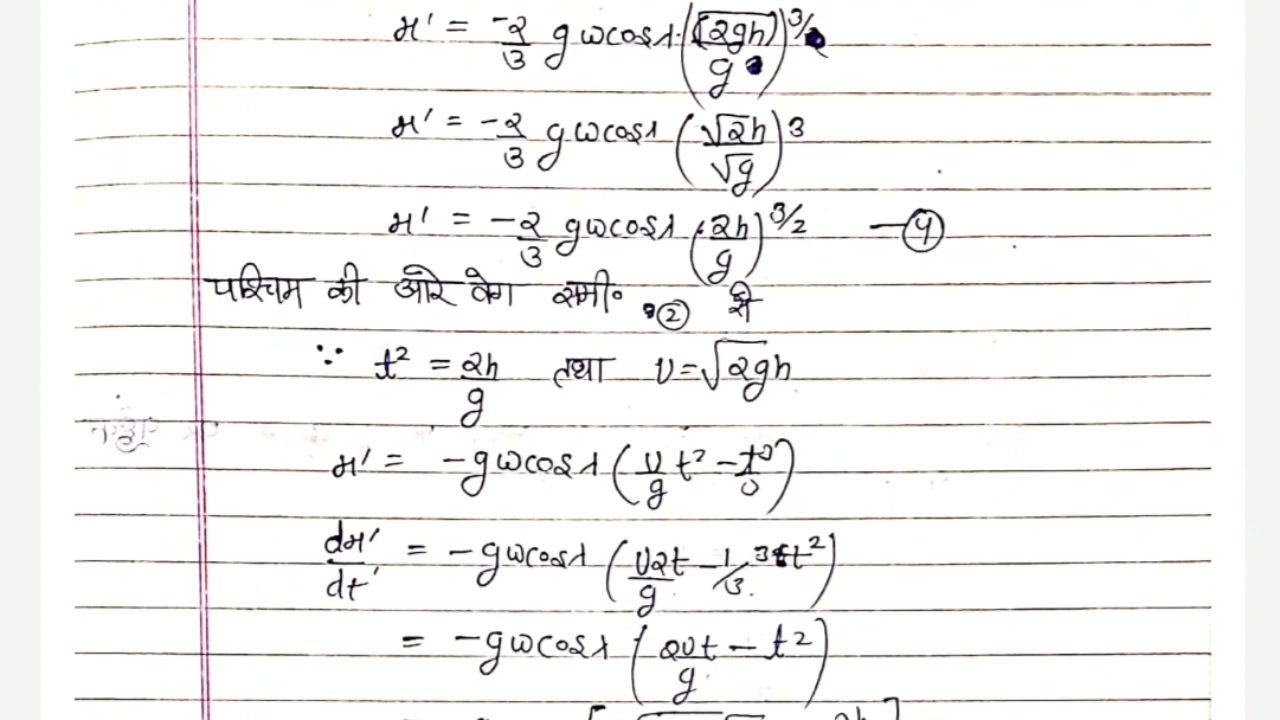 x' = -2/3 gωcosλ (√(2gh)/g)^3/2
x' = -2/3 gωcosλ (√2h/√g)^3
x' = -2/3 gωcosλ (2h/g)^3/2 —(4)
पश्चिम की ओर वेग समी॰ (2) से
∵ t² = 2h/g तथा v=√2gh
x' = -gωcosλ (v/g t² - t³/3)
dx'/dt' = -gωcosλ (v2t/g - 1/3 3t²)
= -gωcosλ (2vt/g - t²)